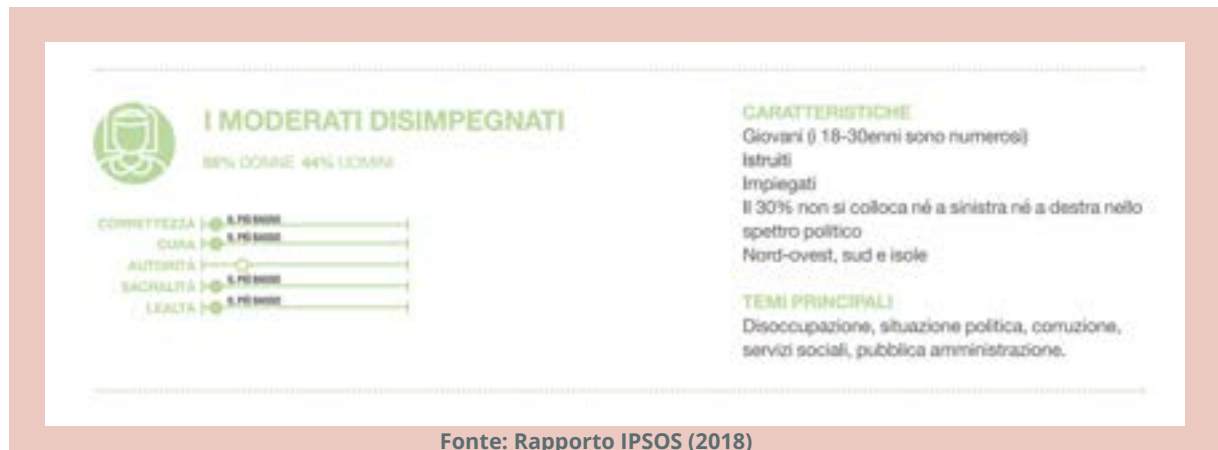 I MODERATI DISIMPEGNATI
DONNE 44% UOMINI
CORRETTEZZA IL PIÙ BASSO
CURA IL PIÙ BASSO
AUTORITÀ
SACRALITÀ IL PIÙ BASSO
LEALTÀ IL PIÙ BASSO
CARATTERISTICHE
Giovani (i 18-30enni sono numerosi)
Istruiti
Impiegati
Il 30% non si colloca né a sinistra né a destra nello
spettro politico
Nord-ovest, sud e isole
TEMI PRINCIPALI
Disoccupazione, situazione politica, corruzione,
servizi sociali, pubblica amministrazione.
Fonte: Rapporto IPSOS (2018)